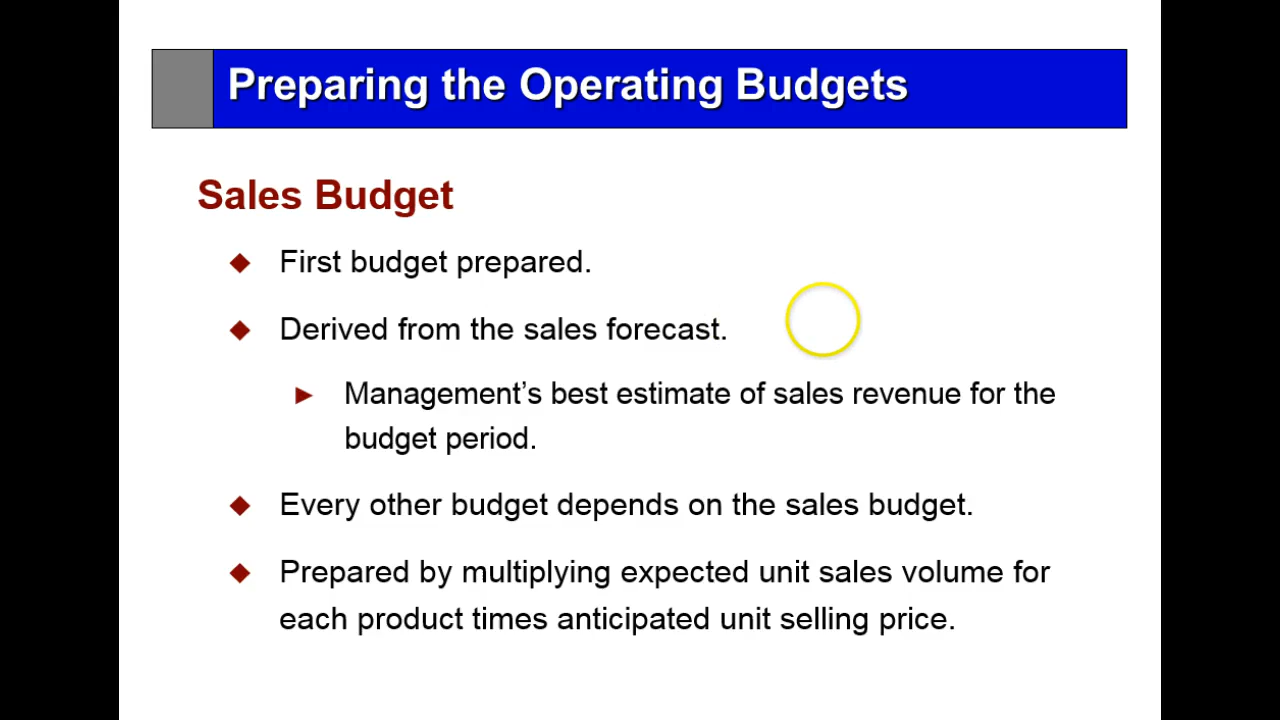 Preparing the Operating Budgets
Sales Budget
First budget prepared.
Derived from the sales forecast.
Management’s best estimate of sales revenue for the
budget period.
Every other budget depends on the sales budget.
Prepared by multiplying expected unit sales volume for
each product times anticipated unit selling price.